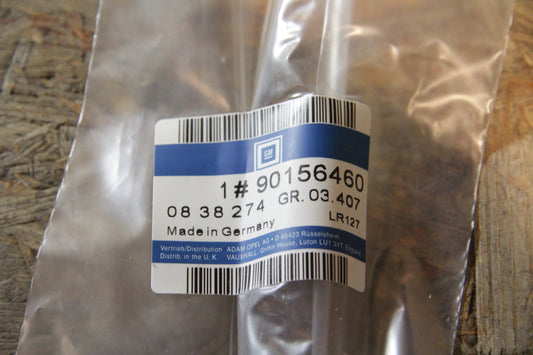 GM
1# 90156460
08 38 274 GR. 03.407
Made in Germany LR127
Vertrieb/Distribution ADAM OPEL AG • D-65423 Rüsselsheim
Distrib. in the U.K. VAUXHALL Griffin House, Luton LU1 3YT, England